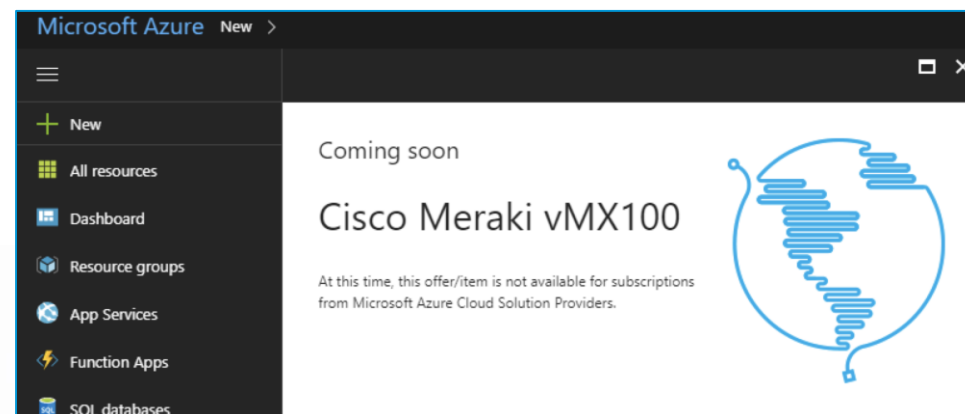 Microsoft Azure New >
New
All resources
Dashboard
Resource groups
App Services
Function Apps
SQL databases
Coming soon
Cisco Meraki vMX100
At this time, this offer/item is not available for subscriptions
from Microsoft Azure Cloud Solution Providers.